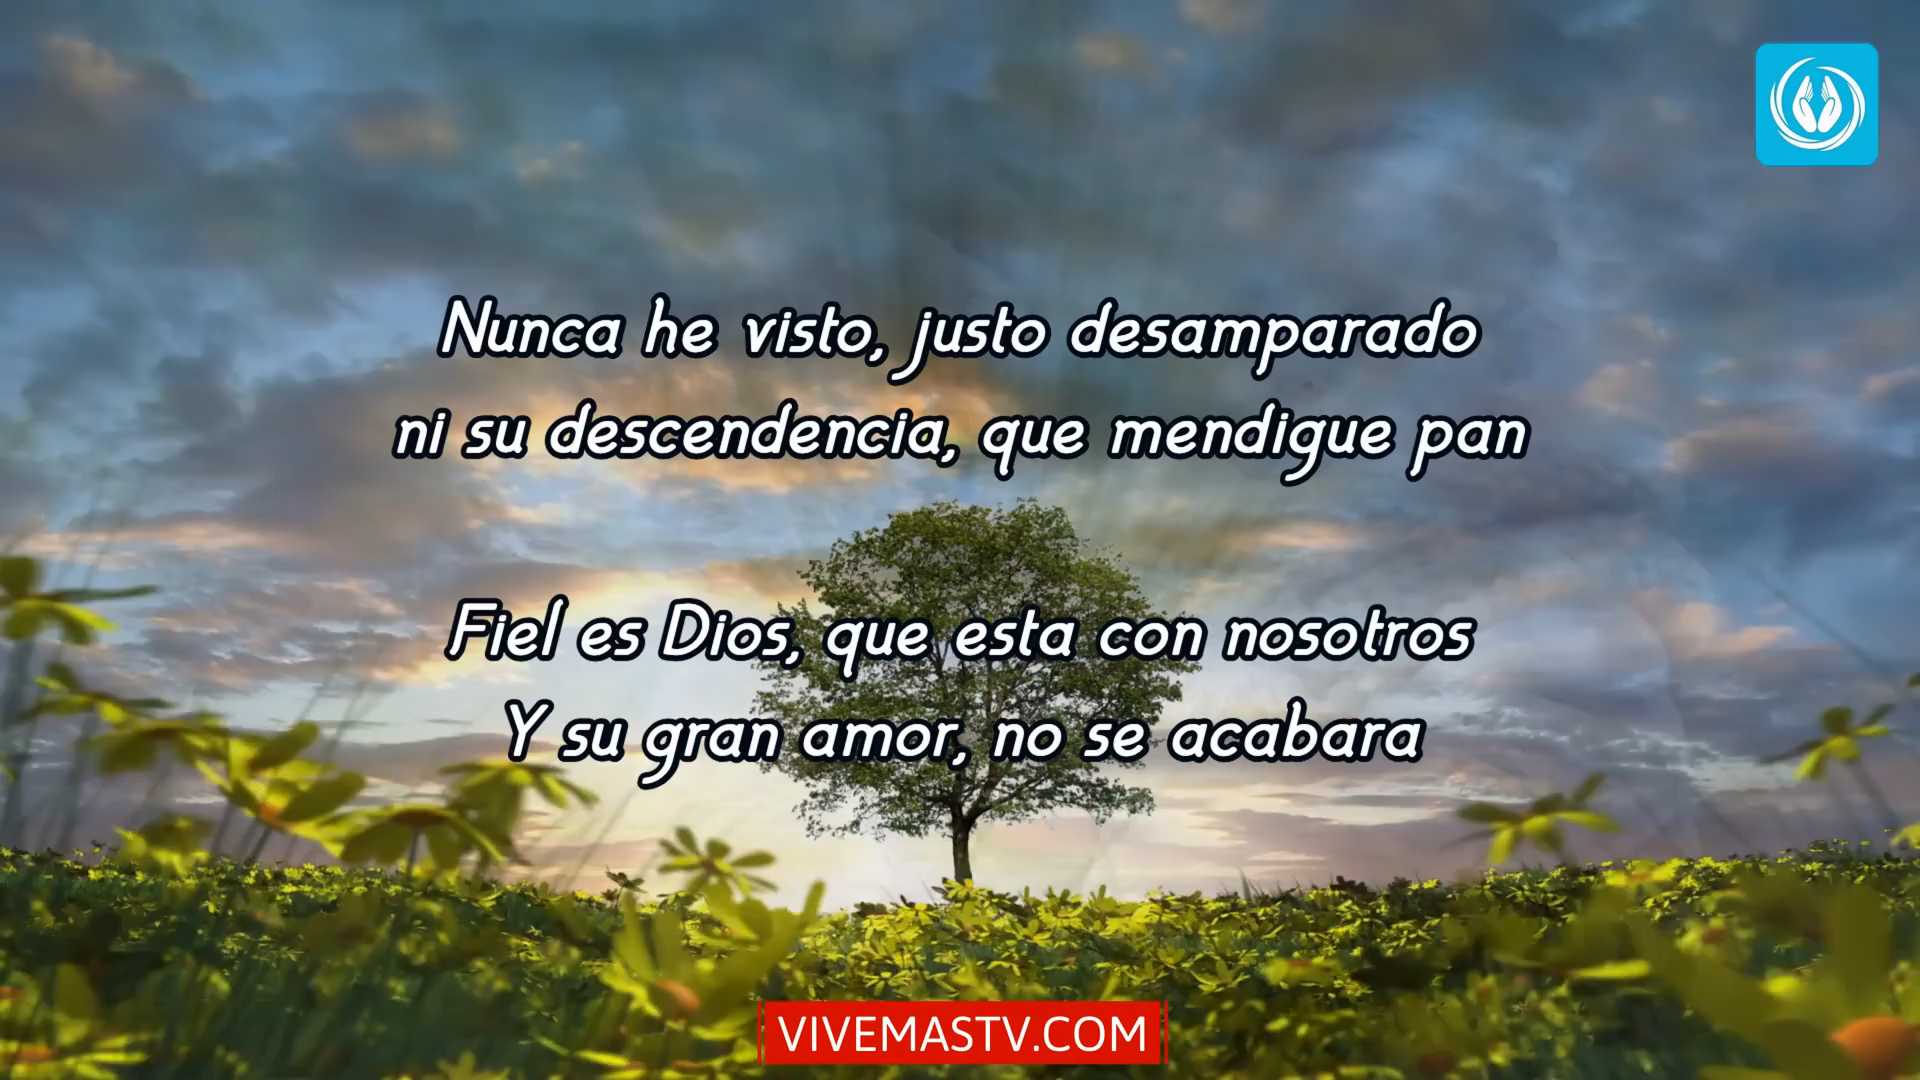 Nunca he visto, justo desamparado
ni su descendencia, que mendigue pan
Fiel es Dios, que esta con nosotros
Y su gran amor, no se acabara
VIVEMASTV.COM